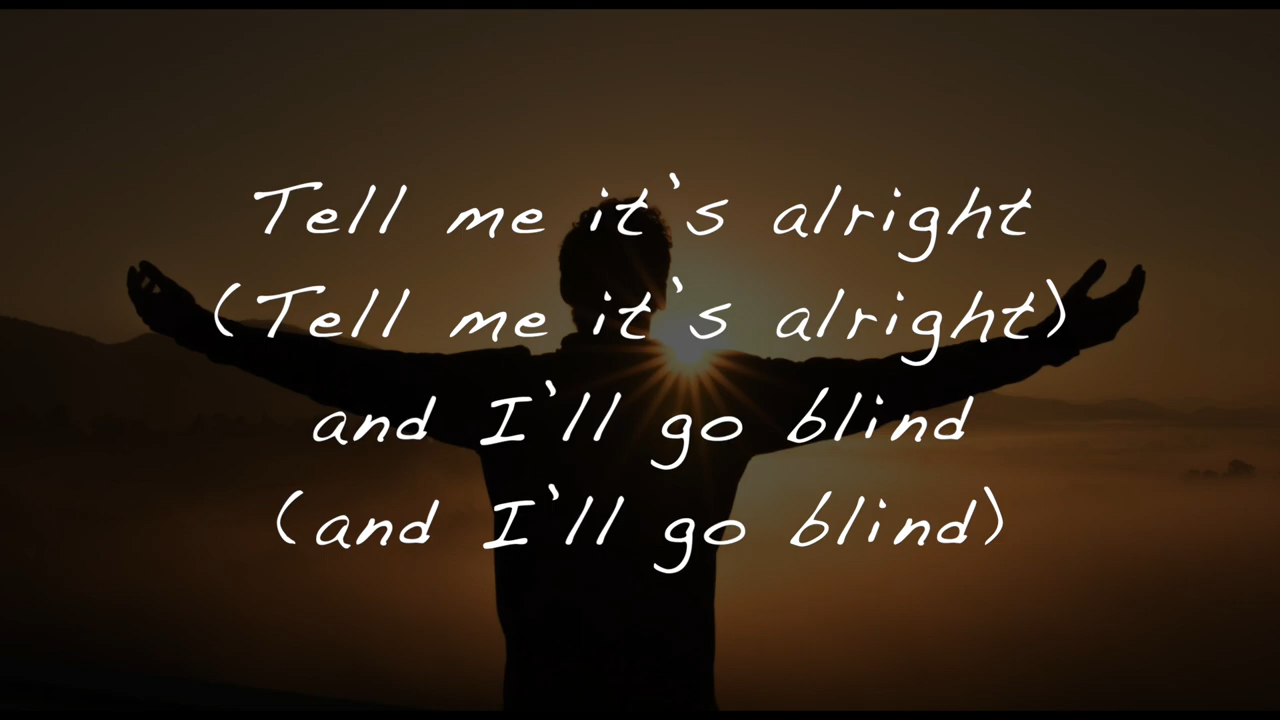 Tell me it's alright
(Tell me it's alright)
and I'll go blind
(and I'll go blind)